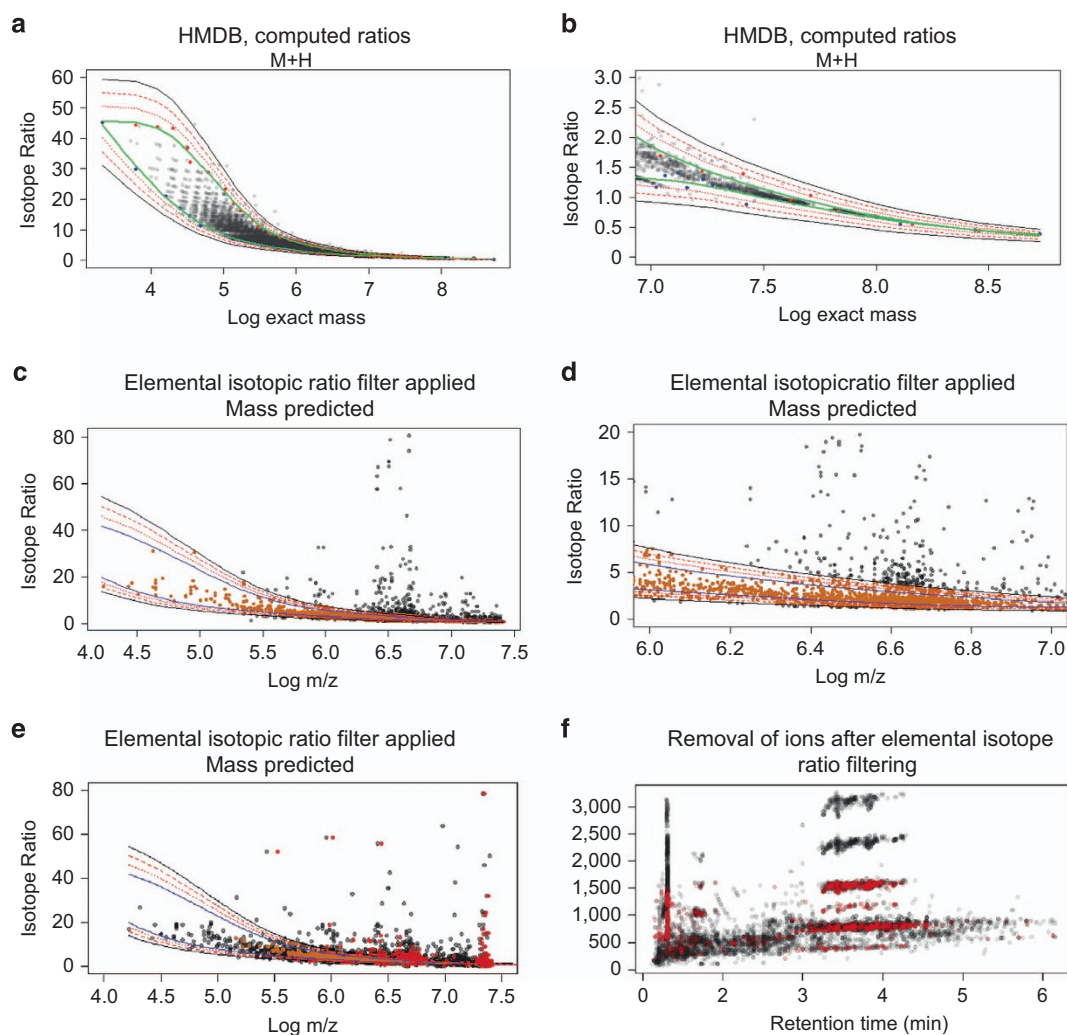 a
HMDB, computed ratios
M+H
Isotope Ratio
60
50
40
30
20
10
0
4 5 6 7 8
Log exact mass
b
HMDB, computed ratios
M+H
Isotope Ratio
3.0
2.5
2.0
1.5
1.0
0.5
0.0
7.0 7.5 8.0 8.5
Log exact mass
c
Elemental isotopic ratio filter applied
Mass predicted
Isotope Ratio
80
60
40
20
0
4.0 4.5 5.0 5.5 6.0 6.5 7.0 7.5
Log m/z
d
Elemental isotopicratio filter applied
Mass predicted
Isotope Ratio
20
15
10
5
0
6.0 6.2 6.4 6.6 6.8 7.0
Log m/z
e
Elemental isotopic ratio filter applied
Mass predicted
Isotope Ratio
80
60
40
20
0
4.0 4.5 5.0 5.5 6.0 6.5 7.0 7.5
Log m/z
f
Removal of ions after elemental isotope
ratio filtering
3,000
2,500
2,000
1,500
1,000
500
0
0 1 2 3 4 5 6
Retention time (min)